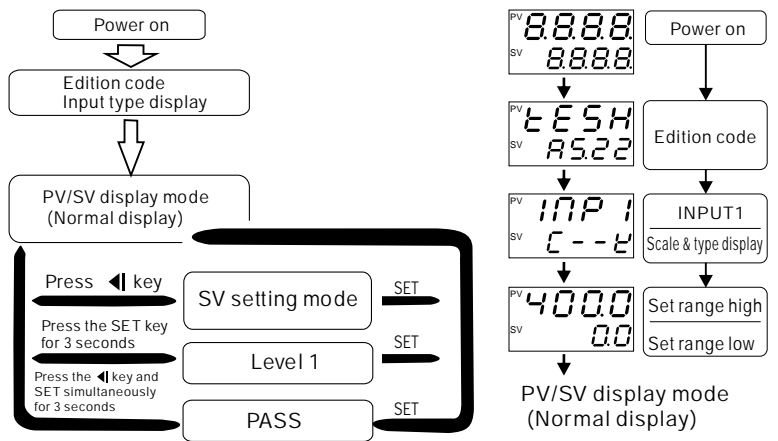 Power on
Edition code
Input type display
PV/SV display mode
(Normal display)
Press key
SV setting mode
SET
Press the SET key
for 3 seconds
Level 1
SET
Press the key and
SET simultaneously
for 3 seconds
PASS
SET
PV 8.8.8.8.
SV 8.8.8.8.
Power on
PV tESH
SV AS.22
Edition code
PV INP 1
SV C--K
INPUT1
Scale & type display
PV 400.0
SV 0.0
Set range high
Set range low
PV/SV display mode
(Normal display)